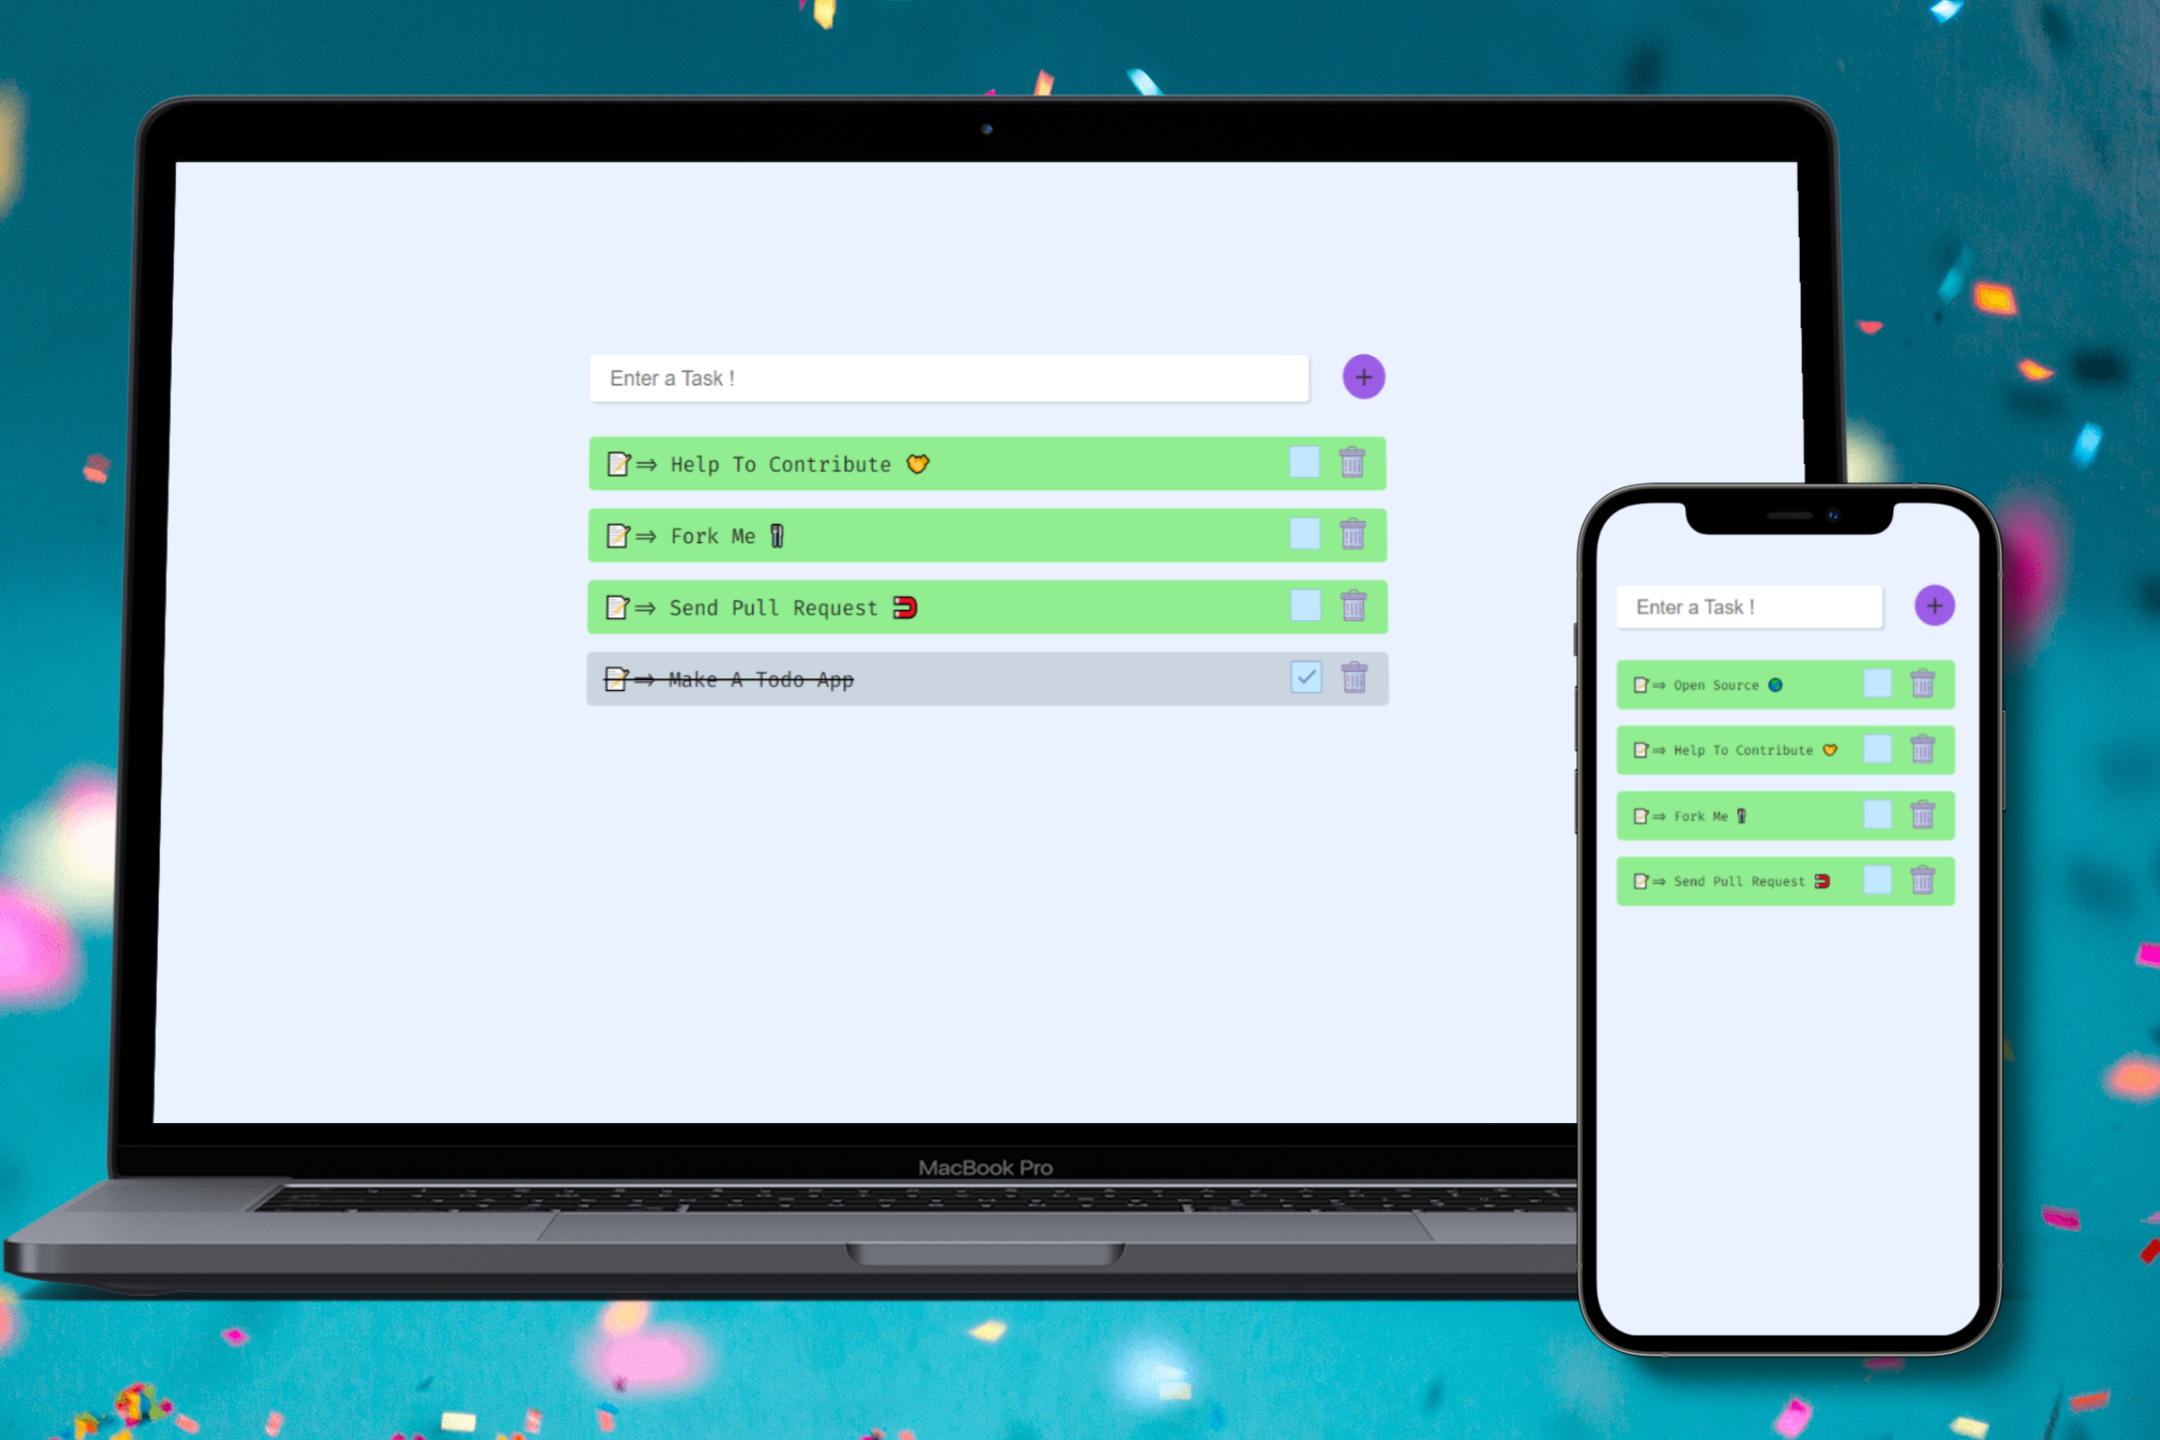 Enter a Task !
📝⇒ Help To Contribute 💛
📝⇒ Fork Me
📝⇒ Send Pull Request 🧲
📝⇒ Make A Todo App
MacBook Pro
Enter a Task !
📝⇒ Open Source 🌍
📝⇒ Help To Contribute 💛
📝⇒ Fork Me
📝⇒ Send Pull Request 🧲